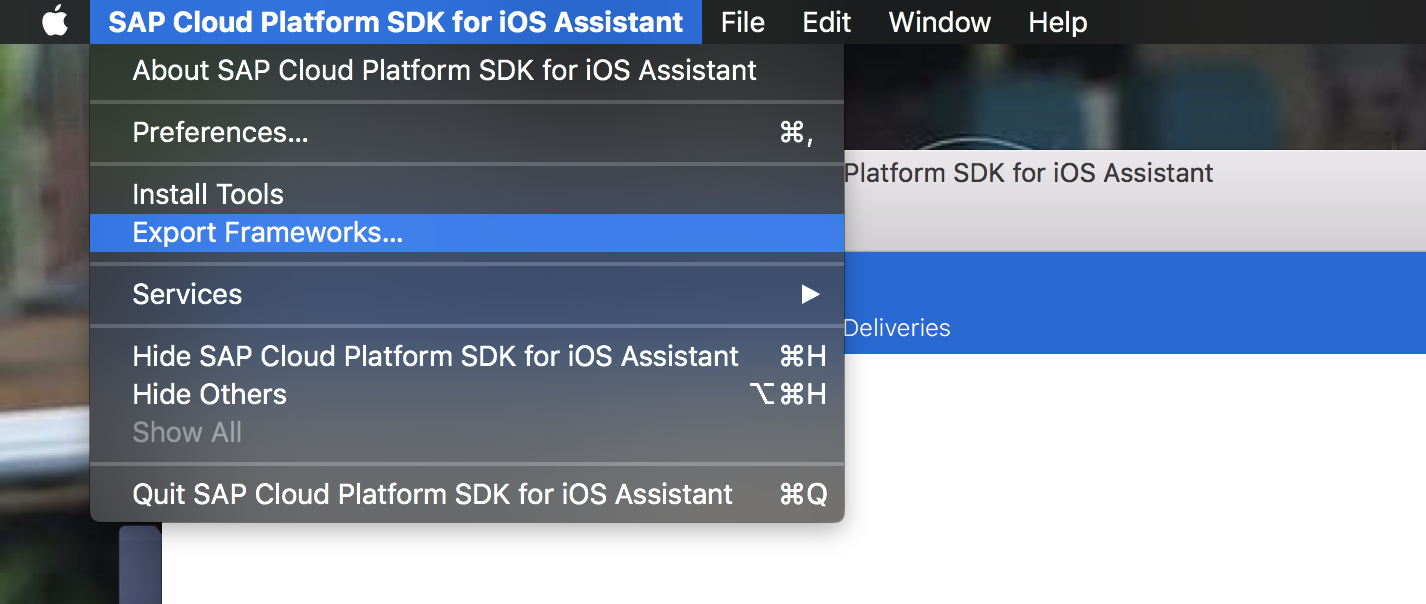 SAP Cloud Platform SDK for iOS Assistant File Edit Window Help
About SAP Cloud Platform SDK for iOS Assistant
Preferences... ⌘,
Platform SDK for iOS Assistant
Install Tools
Export Frameworks...
Services ▶
Deliveries
Hide SAP Cloud Platform SDK for iOS Assistant ⌘H
Hide Others ⌥⌘H
Show All
Quit SAP Cloud Platform SDK for iOS Assistant ⌘Q